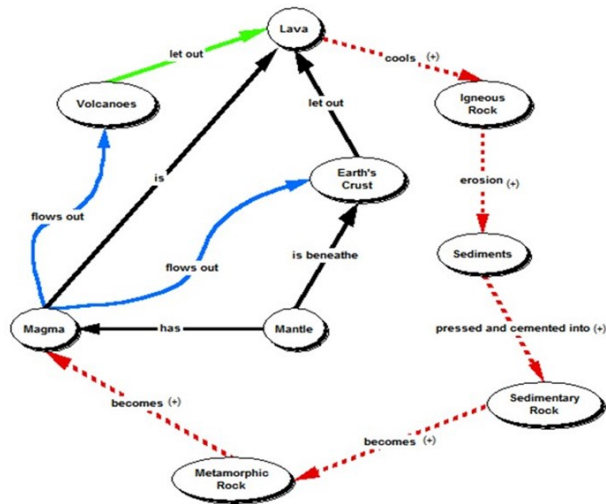 Lava
let out
cools (+)
Volcanoes
Igneous
Rock
let out
is
Earth's
Crust
erosion (+)
flows out
flows out
is beneathe
Sediments
Magma
has
Mantle
pressed and cemented into (+)
becomes (+)
Sedimentary
Rock
becomes (+)
Metamorphic
Rock